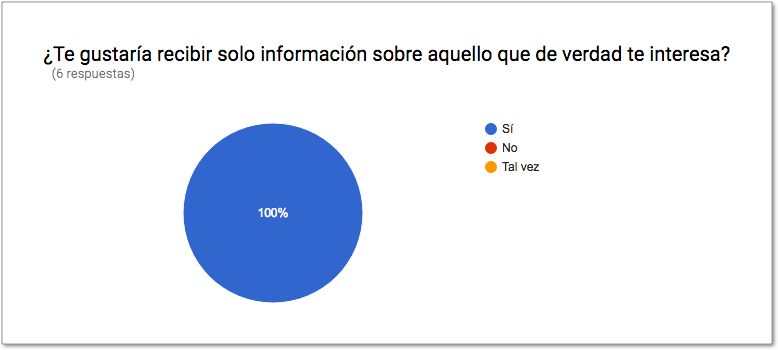 ¿Te gustaría recibir solo información sobre aquello que de verdad te interesa?
(6 respuestas)
100%
Sí
No
Tal vez